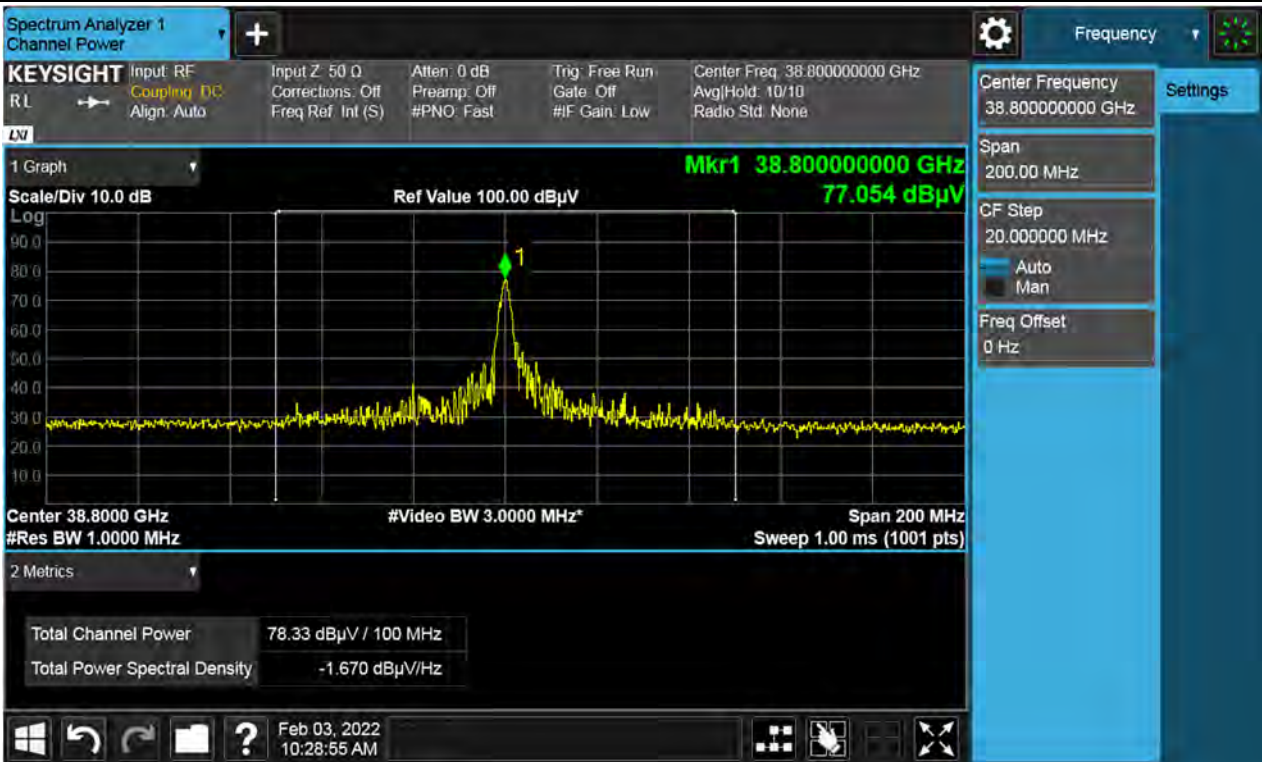 Spectrum Analyzer 1
Channel Power
+
Frequency
KEYSIGHT
R L
LXI
Input: RF
Coupling: DC
Align: Auto
Input Z: 50 Ω
Corrections: Off
Freq Ref: Int (S)
Atten: 0 dB
Preamp: Off
#PNO: Fast
Trig: Free Run
Gate: Off
#IF Gain: Low
Center Freq: 38.800000000 GHz
Avg|Hold: 10/10
Radio Std: None
Center Frequency
38.800000000 GHz
Settings
Span
200.00 MHz
CF Step
20.000000 MHz
Auto
Man
Freq Offset
0 Hz
1 Graph
Mkr1 38.800000000 GHz
77.054 dBµV
Scale/Div 10.0 dB
Ref Value 100.00 dBµV
Log
90.0
80.0
70.0
60.0
50.0
40.0
30.0
20.0
10.0
1
Center 38.8000 GHz
#Video BW 3.0000 MHz*
Span 200 MHz
#Res BW 1.0000 MHz
Sweep 1.00 ms (1001 pts)
2 Metrics
Total Channel Power 78.33 dBµV / 100 MHz
Total Power Spectral Density -1.670 dBµV/Hz
?
Feb 03, 2022
10:28:55 AM